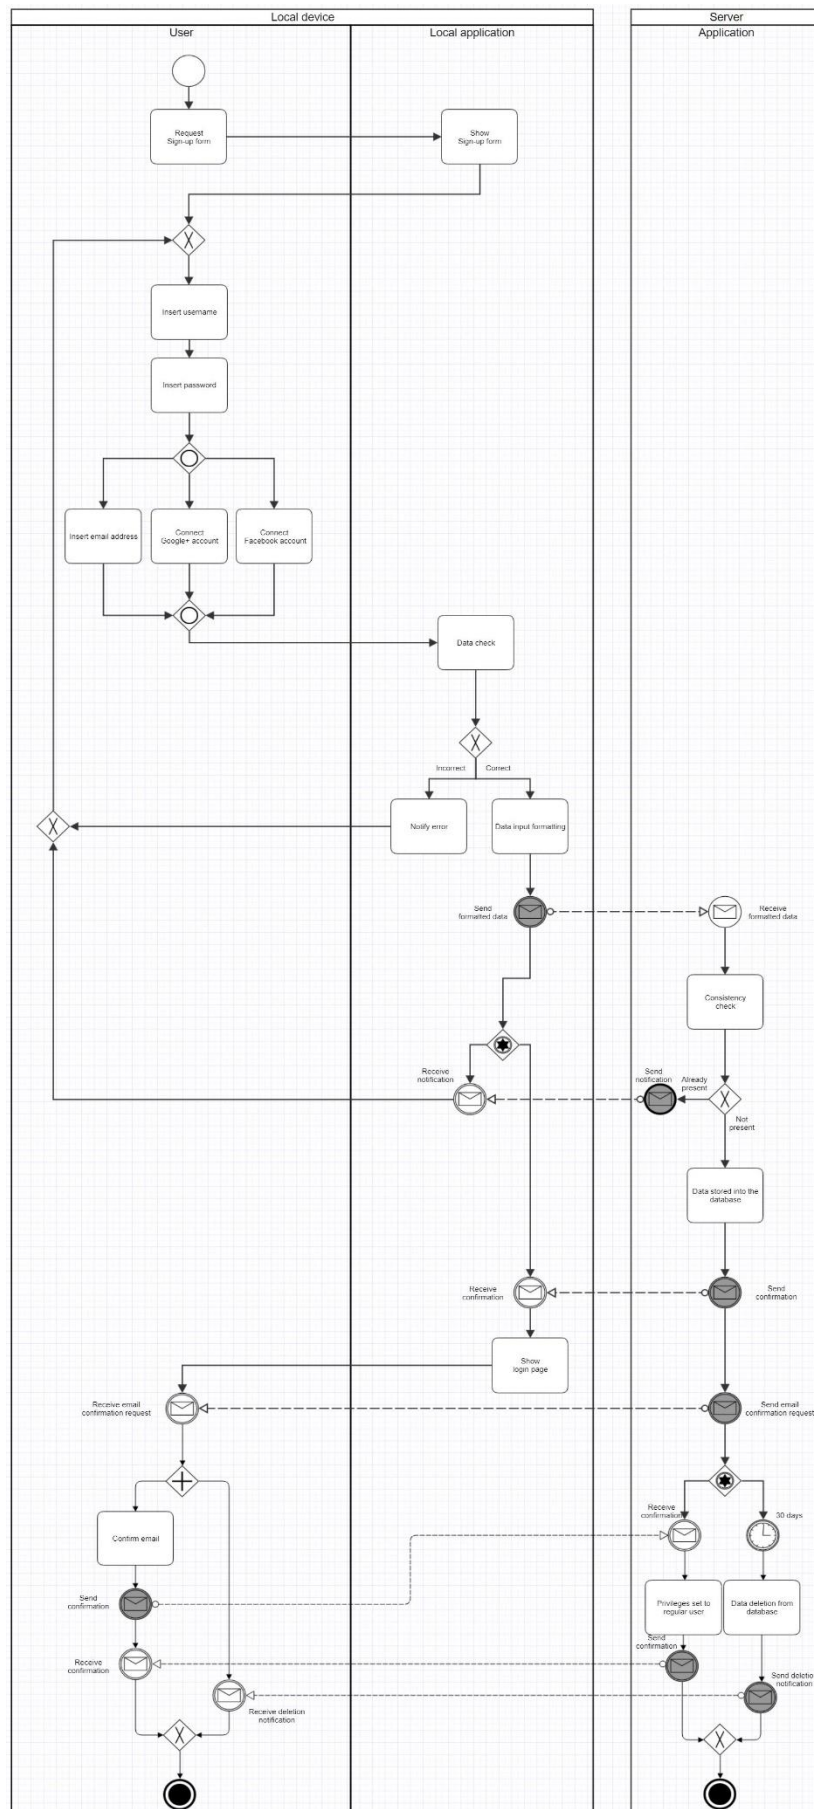 Local device
Server
User
Local application
Application
Request
Sign-up form
Show
Sign-up form
Insert username
Insert password
Insert email address
Connect
Google+ account
Connect
Facebook account
Data check
Incorrect
Correct
Notify error
Data input formatting
Send
formatted data
Receive
formatted data
Consistency
check
Receive
notification
Send
notification
Already
present
Not
present
Data stored into the
database
Receive
confirmation
Send
confirmation
Show
login page
Receive email
confirmation request
Send email
confirmation request
Receive
confirmation
30 days
Confirm email
Send
confirmation
Privileges set to
regular user
Data deletion from
database
Receive
confirmation
Send
confirmation
Receive deletion
notification
Send deletio
notification